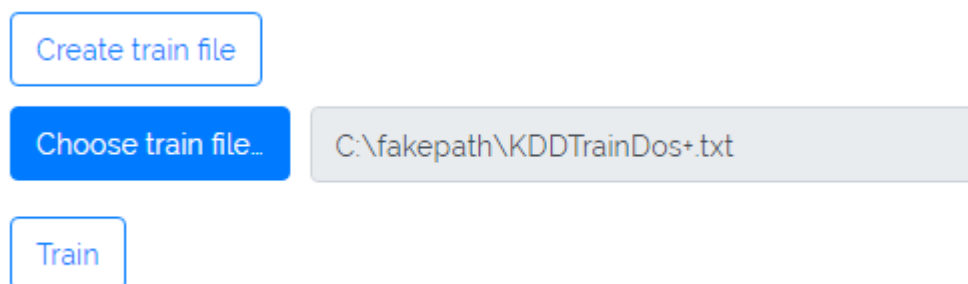 Create train file
Choose train file… C:\fakepath\KDDTrainDos+.txt
Train